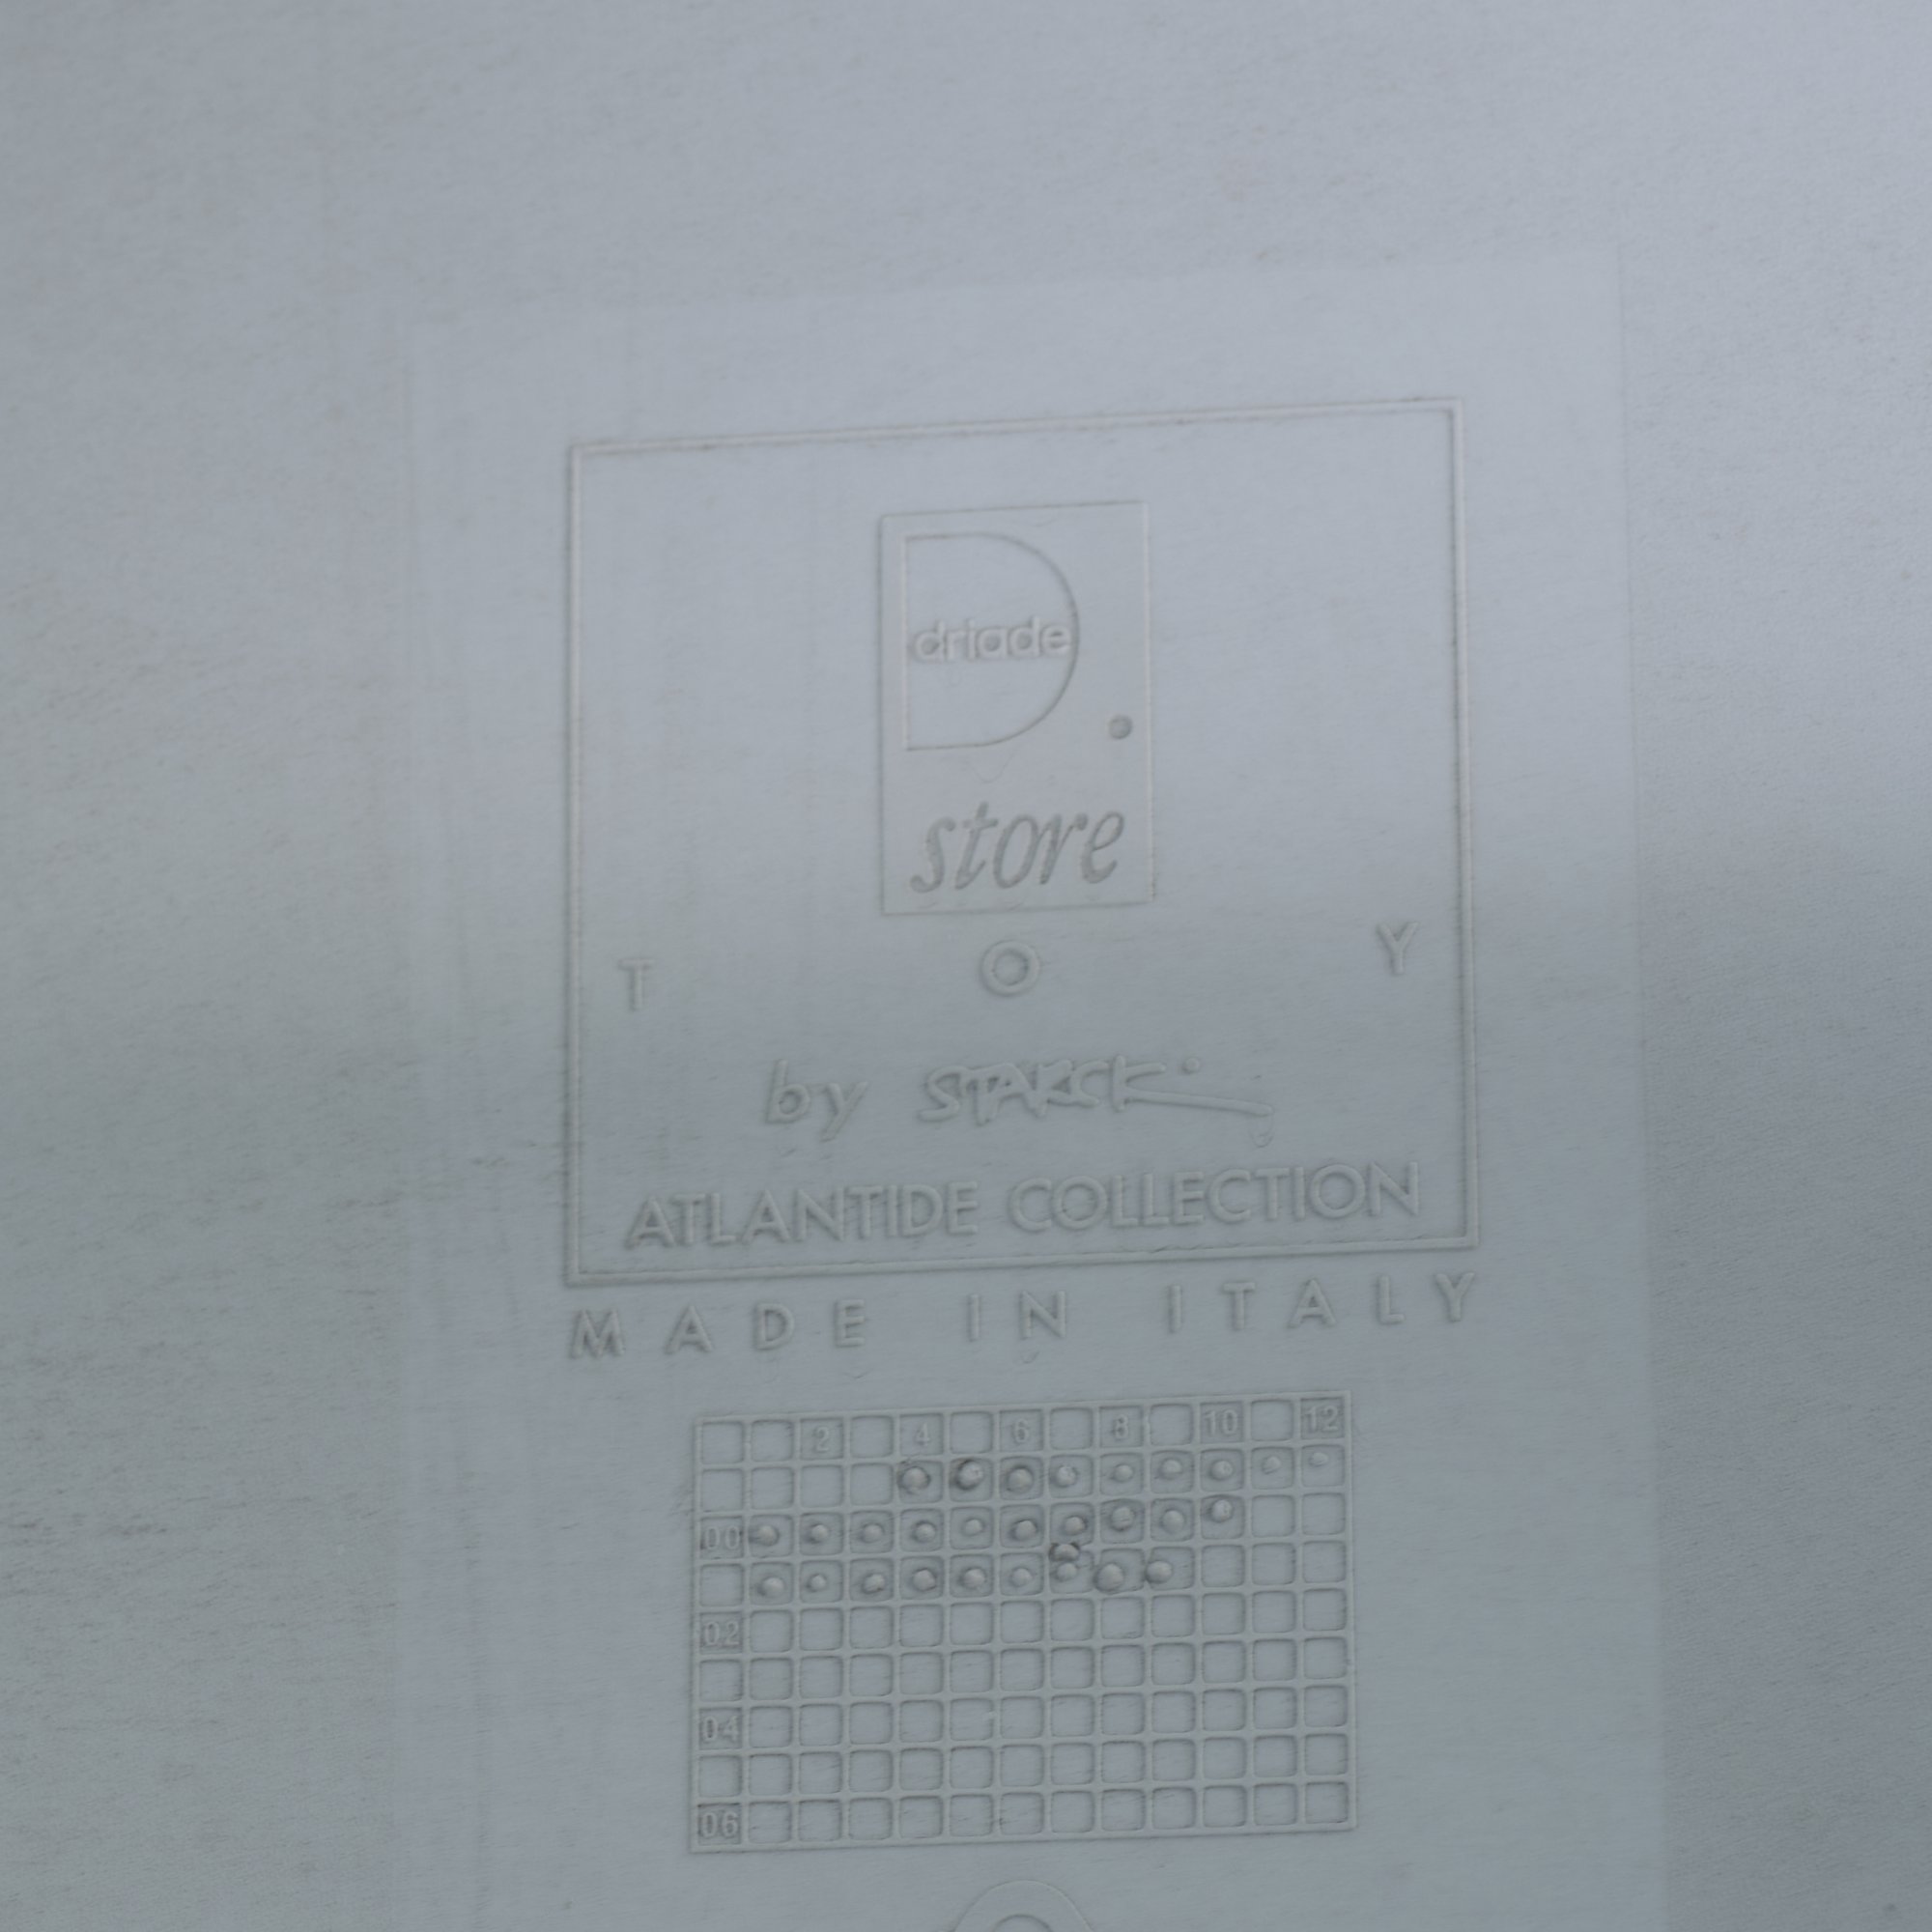 driade
store
T O Y
by STARCK
ATLANTIDE COLLECTION
MADE IN ITALY
2 4 6 8 10 12
00
02
04
06